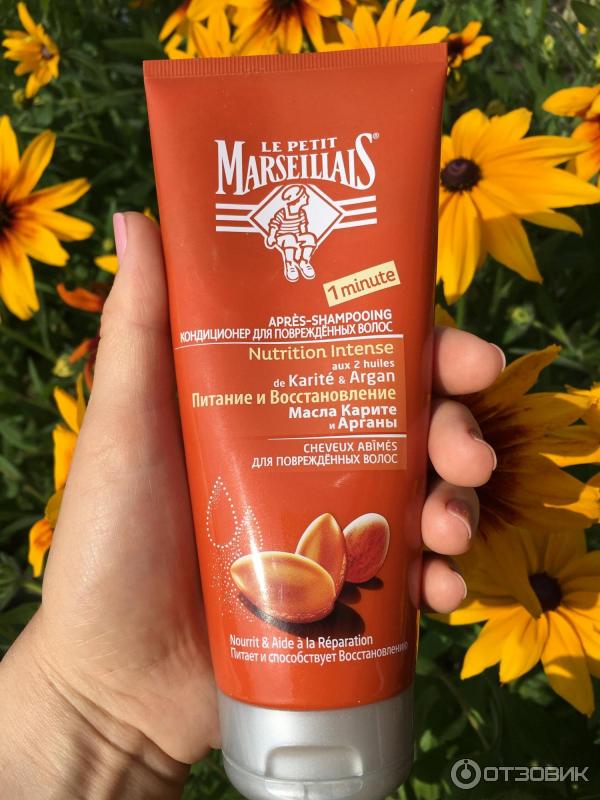 LE PETIT
MARSEILLAIS®
1 minute
APRÈS-SHAMPOOING
КОНДИЦИОНЕР ДЛЯ ПОВРЕЖДЁННЫХ ВОЛОС
Nutrition Intense
aux 2 huiles
de Karité & Argan
Питание и Восстановление
Масла Карите
и Арганы
CHEVEUX ABÎMÉS
ДЛЯ ПОВРЕЖДЁННЫХ ВОЛОС
Nourrit & Aide à la Réparation
Питает и способствует Восстановлению
ОТЗОВИК